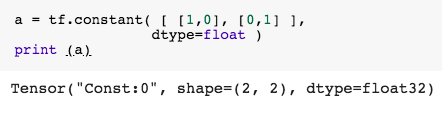 a = tf.constant( [ [1,0], [0,1] ],
dtype=float )
print (a)
Tensor("Const:0", shape=(2, 2), dtype=float32)